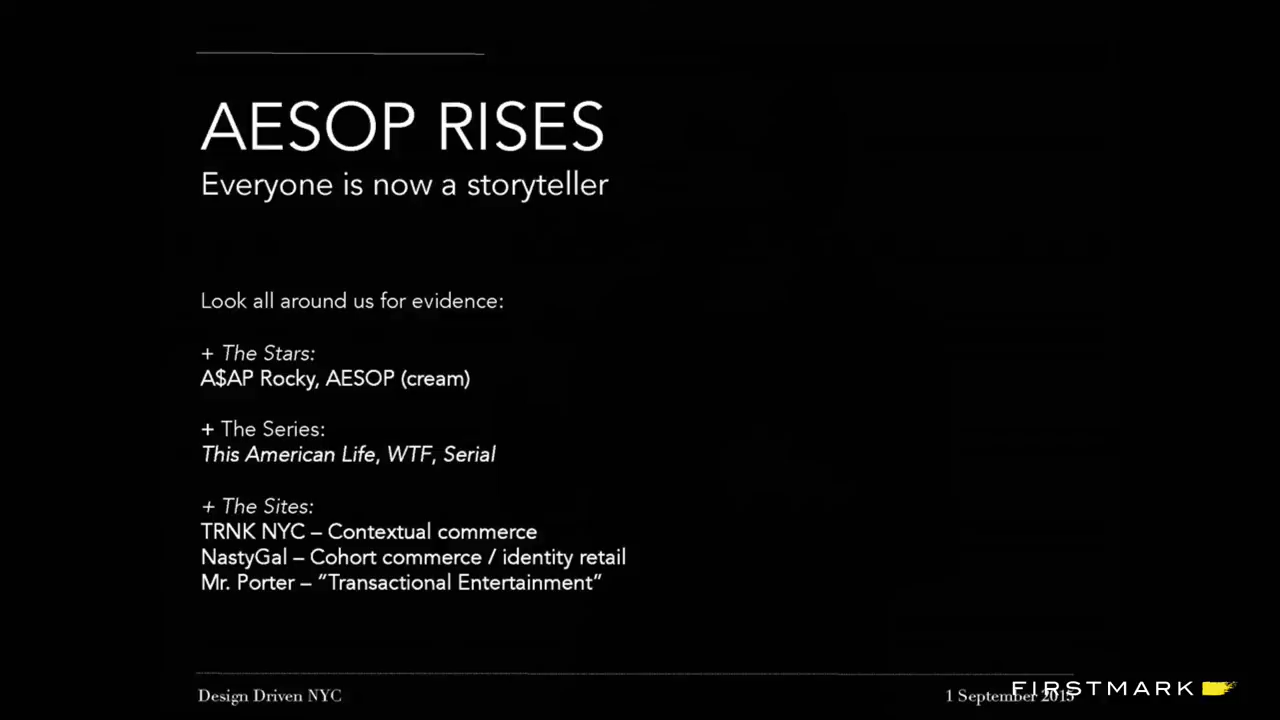 AESOP RISES
Everyone is now a storyteller
Look all around us for evidence:
+ The Stars:
A$AP Rocky, AESOP (cream)
+ The Series:
This American Life, WTF, Serial
+ The Sites:
TRNK NYC – Contextual commerce
NastyGal – Cohort commerce / identity retail
Mr. Porter – “Transactional Entertainment”
Design Driven NYC
1 September 2015
FIRSTMARK